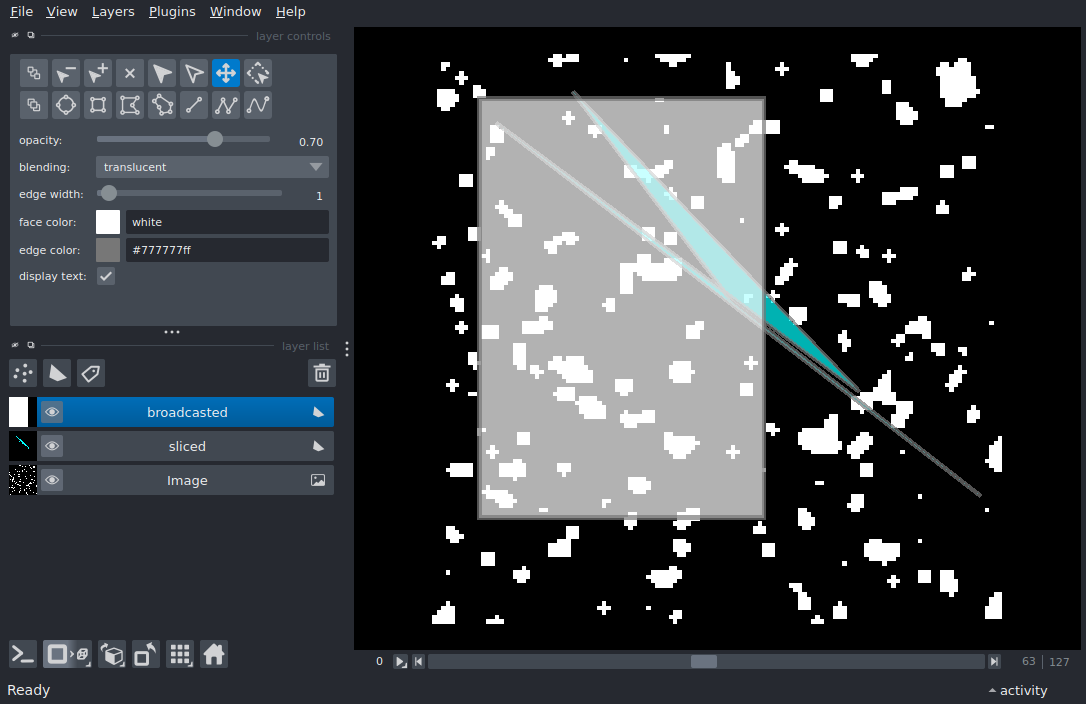 File View Layers Plugins Window Help
layer controls
opacity: 0.70
blending: translucent
edge width: 1
face color: white
edge color: #777777ff
display text:
layer list
broadcasted
sliced
Image
0 63 127
Ready activity